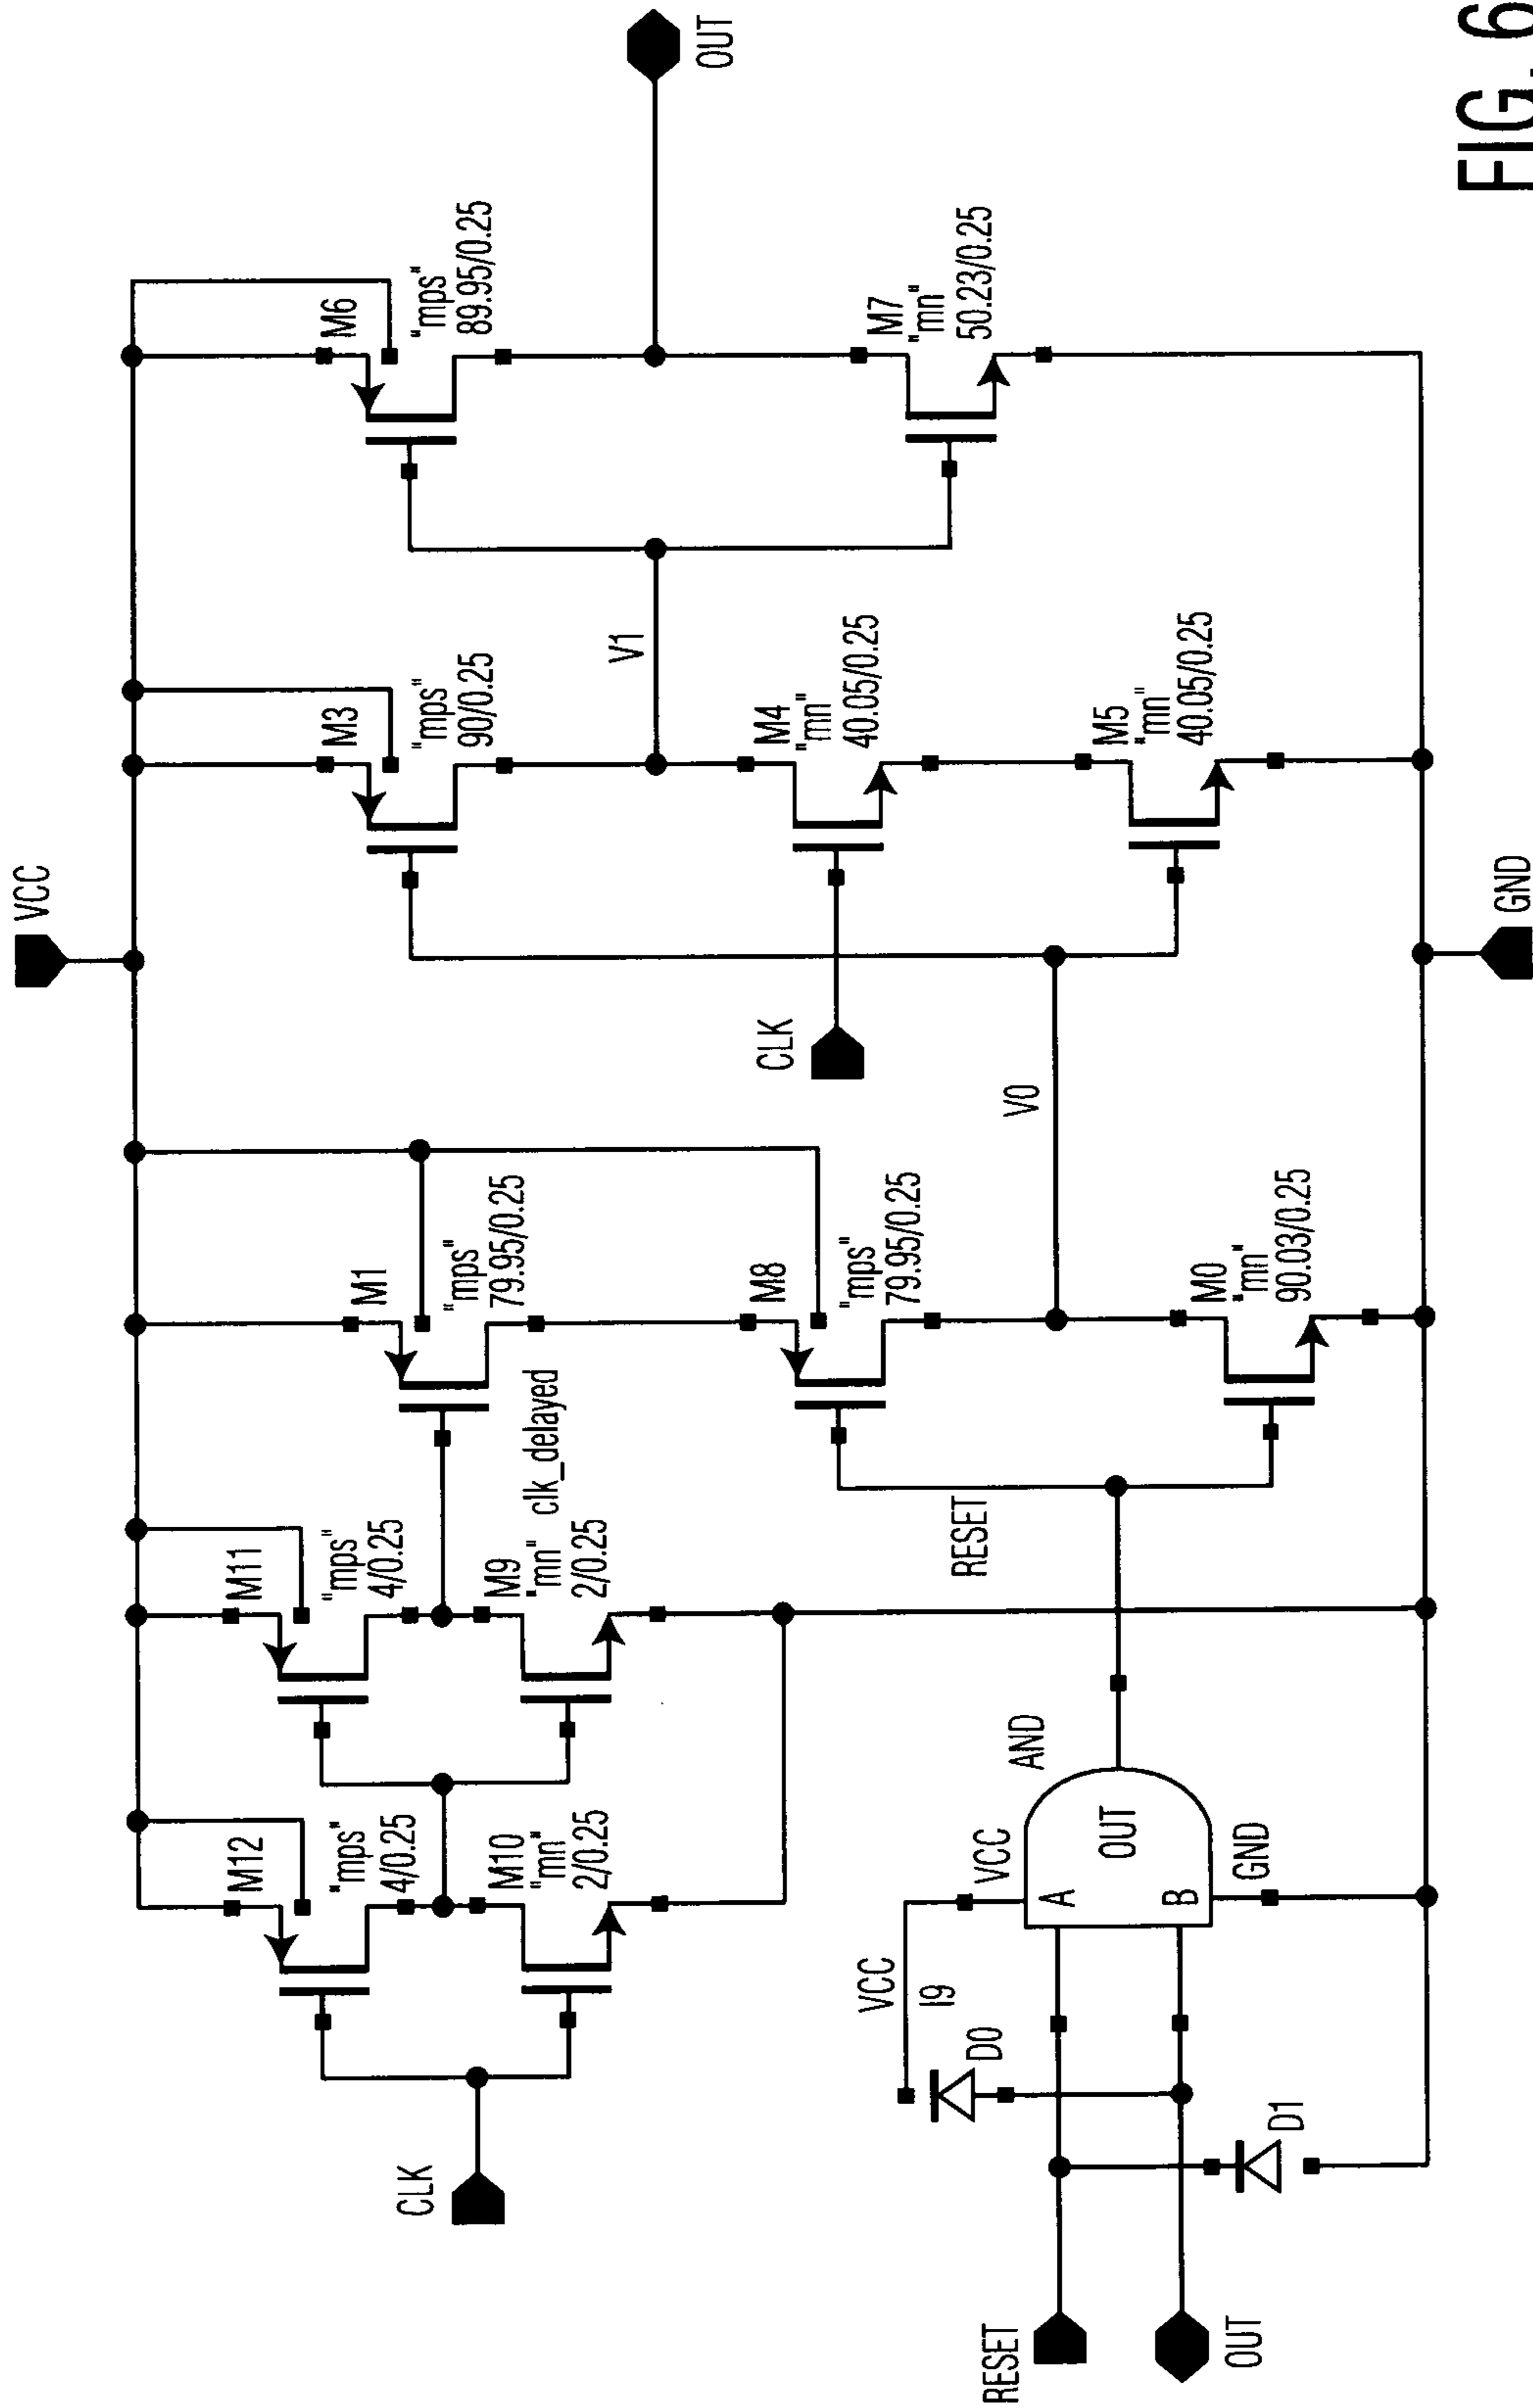 VCC
M12
"mps"
4/0.25
M10
"mn"
2/0.25
M11
"mps"
4/0.25
M9
"mn"
2/0.25
clk_delayed
CLK
M1
"mps"
79.95/0.25
M8
"mps"
79.95/0.25
M0
"mn"
90.03/0.25
RESET
V0
CLK
M3
"mps"
90/0.25
M4
"mn"
40.05/0.25
M5
"mn"
40.05/0.25
V1
M6
"mps"
89.95/0.25
M7
"mn"
50.23/0.25
OUT
VCC
I9
VCC
AND
A
B
OUT
GND
D0
D1
RESET
OUT
GND
FIG. 6